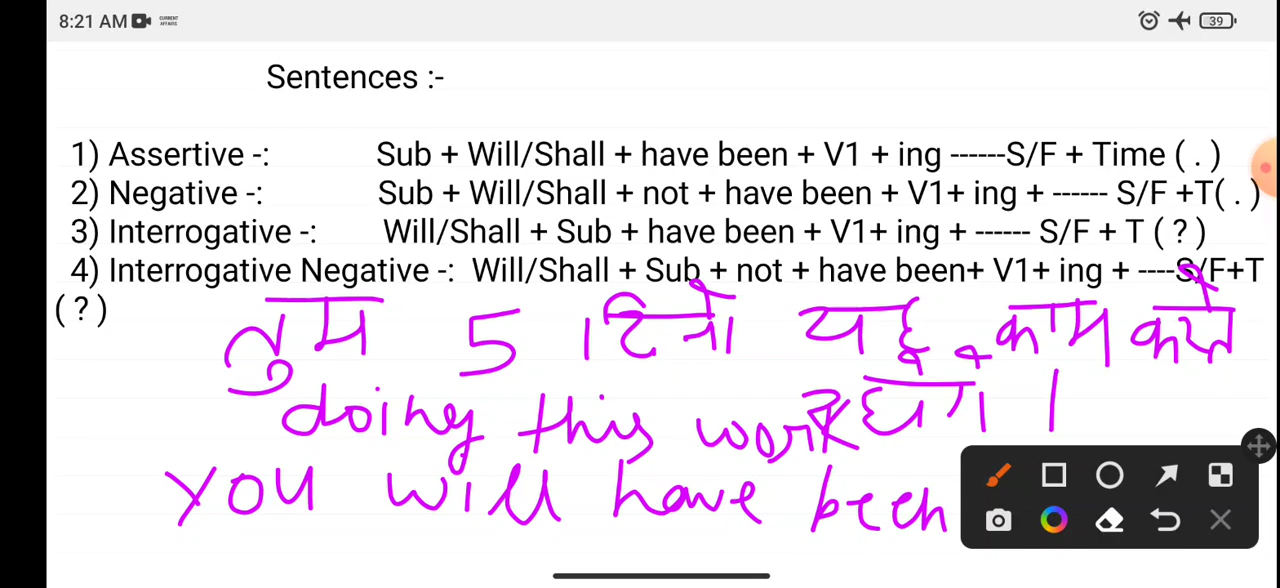 8:21 AM CURRENT AFFAIRS 39
Sentences :-
1) Assertive -: Sub + Will/Shall + have been + V1 + ing ------S/F + Time ( . )
2) Negative -: Sub + Will/Shall + not + have been + V1+ ing + ------ S/F +T( . )
3) Interrogative -: Will/Shall + Sub + have been + V1+ ing + ------ S/F + T ( ? )
4) Interrogative Negative -: Will/Shall + Sub + not + have been+ V1+ ing + ----S/F+T
( ? )
तुम 5 दिनो यह काम करते
doing this work
you will have been